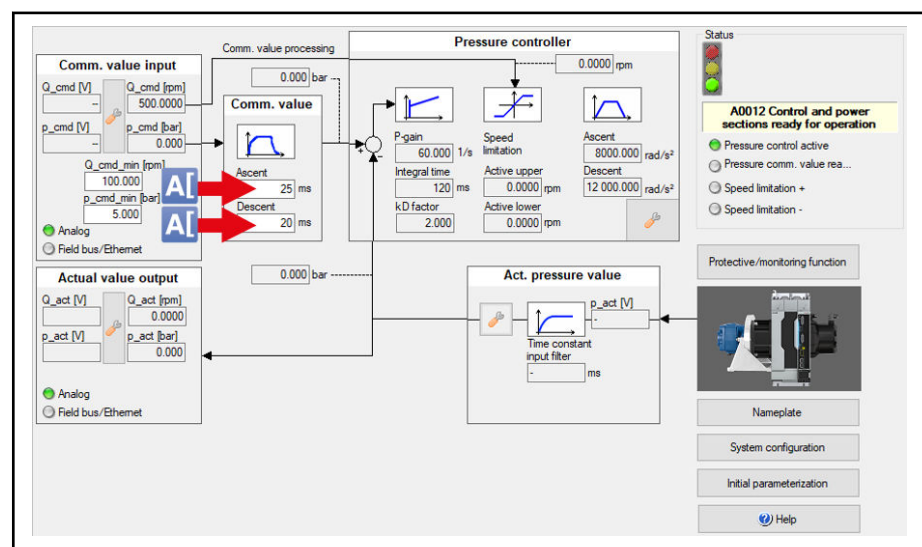 Comm. value input
Q_cmd [V]
Q_cmd [rpm]
--
500.0000
p_cmd [V]
p_cmd [bar]
--
0.000
Q_cmd_min [rpm]
100.000
p_cmd_min [bar]
5.000
Analog
Field bus/Ethernet
A[
A[
Comm. value processing
0.000 bar
Comm. value
Ascent
25 ms
Descent
20 ms
0.000 bar
+
-
Pressure controller
0.0000 rpm
P-gain
60.000 1/s
Integral time
120 ms
kD factor
2.000
Speed
limitation
Active upper
0.0000 rpm
Active lower
0.0000 rpm
Ascent
8000.000 rad/s²
Descent
12 000.000 rad/s²
Actual value output
Q_act [V]
Q_act [rpm]
0.0000
p_act [V]
p_act [bar]
0.000
Analog
Field bus/Ethernet
Act. pressure value
p_act [V]
-
Time constant
input filter
- ms
Status
A0012 Control and power
sections ready for operation
Pressure control active
Pressure comm. value rea...
Speed limitation +
Speed limitation -
Protective/monitoring function
Nameplate
System configuration
Initial parameterization
Help